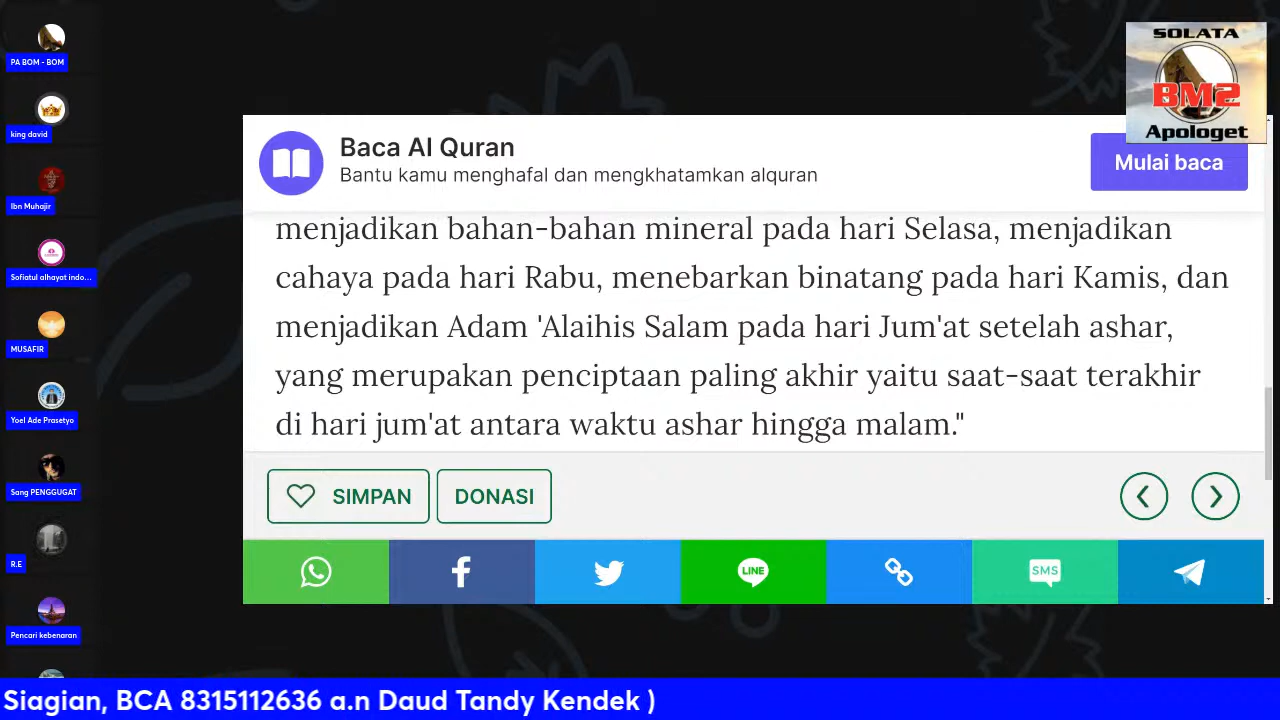 PA BOM - BOM
king david
Ibn Muhajir
Sofiatul alhayat indo...
MUSAFIR
Yoel Ade Prasetyo
Sang PENGGUGAT
R.E
Pencari kebenaran
SOLATA
BM2
Apologet
Baca Al Quran
Bantu kamu menghafal dan mengkhatamkan alquran
Mulai baca
menjadikan bahan-bahan mineral pada hari Selasa, menjadikan
cahaya pada hari Rabu, menebarkan binatang pada hari Kamis, dan
menjadikan Adam 'Alaihis Salam pada hari Jum'at setelah ashar,
yang merupakan penciptaan paling akhir yaitu saat-saat terakhir
di hari jum'at antara waktu ashar hingga malam."
SIMPAN
DONASI
LINE
SMS
Siagian, BCA 8315112636 a.n Daud Tandy Kendek )